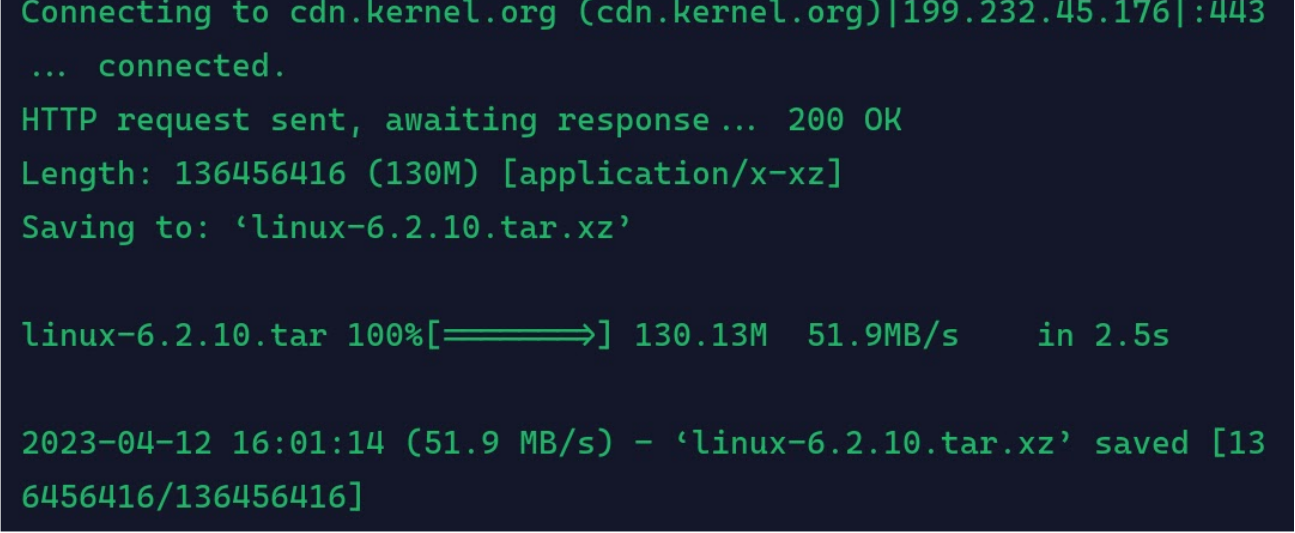 Connecting to cdn.kernel.org (cdn.kernel.org)|199.232.45.176|:443
... connected.
HTTP request sent, awaiting response... 200 OK
Length: 136456416 (130M) [application/x-xz]
Saving to: ‘linux-6.2.10.tar.xz’
linux-6.2.10.tar 100%[=======>] 130.13M 51.9MB/s in 2.5s
2023-04-12 16:01:14 (51.9 MB/s) - ‘linux-6.2.10.tar.xz’ saved [13
6456416/136456416]